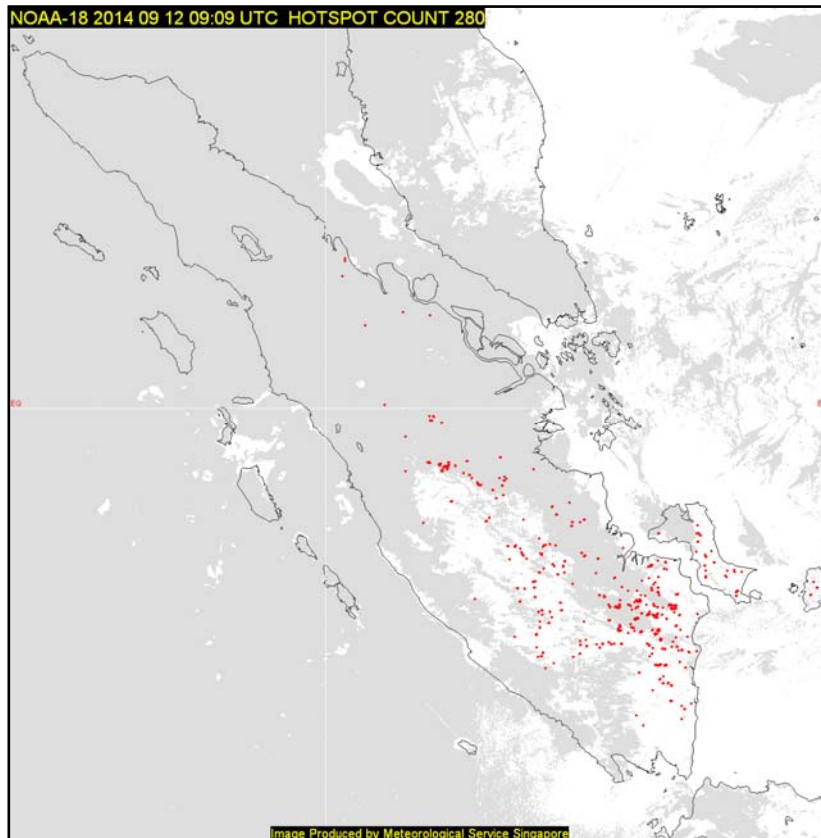 NOAA-18 2014 09 12 09:09 UTC HOTSPOT COUNT 280
EQ
Image Produced by Meteorological Service Singapore